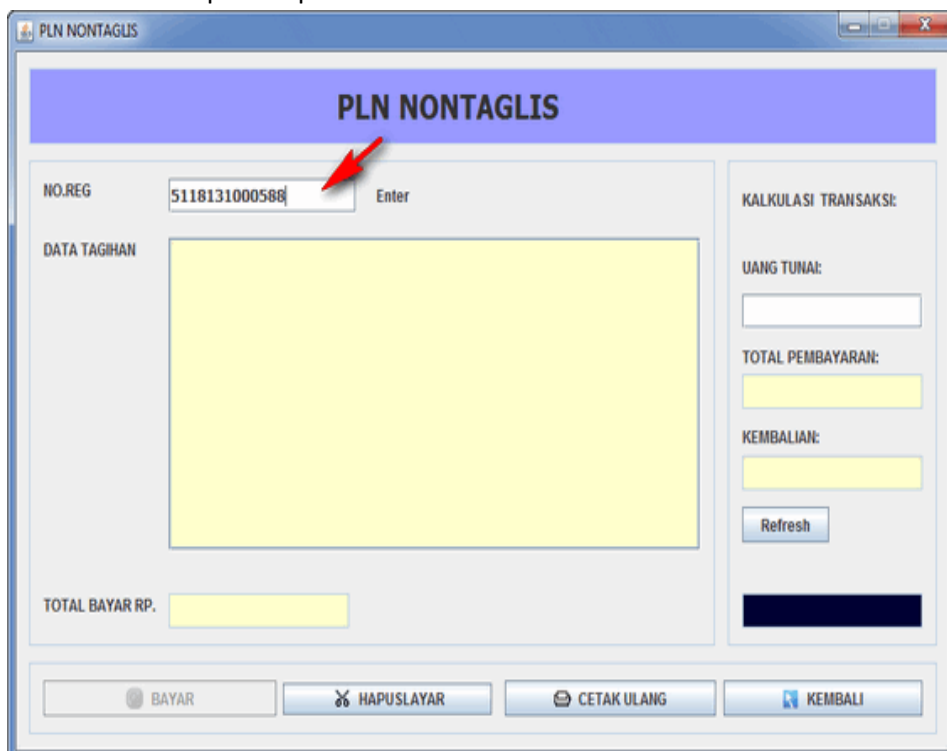 PLN NONTAGLIS
PLN NONTAGLIS
NO.REG
5118131000588
Enter
DATA TAGIHAN
TOTAL BAYAR RP.
KALKULASI TRANSAKSI:
UANG TUNAI:
TOTAL PEMBAYARAN:
KEMBALIAN:
Refresh
BAYAR
HAPUSLAYAR
CETAK ULANG
KEMBALI